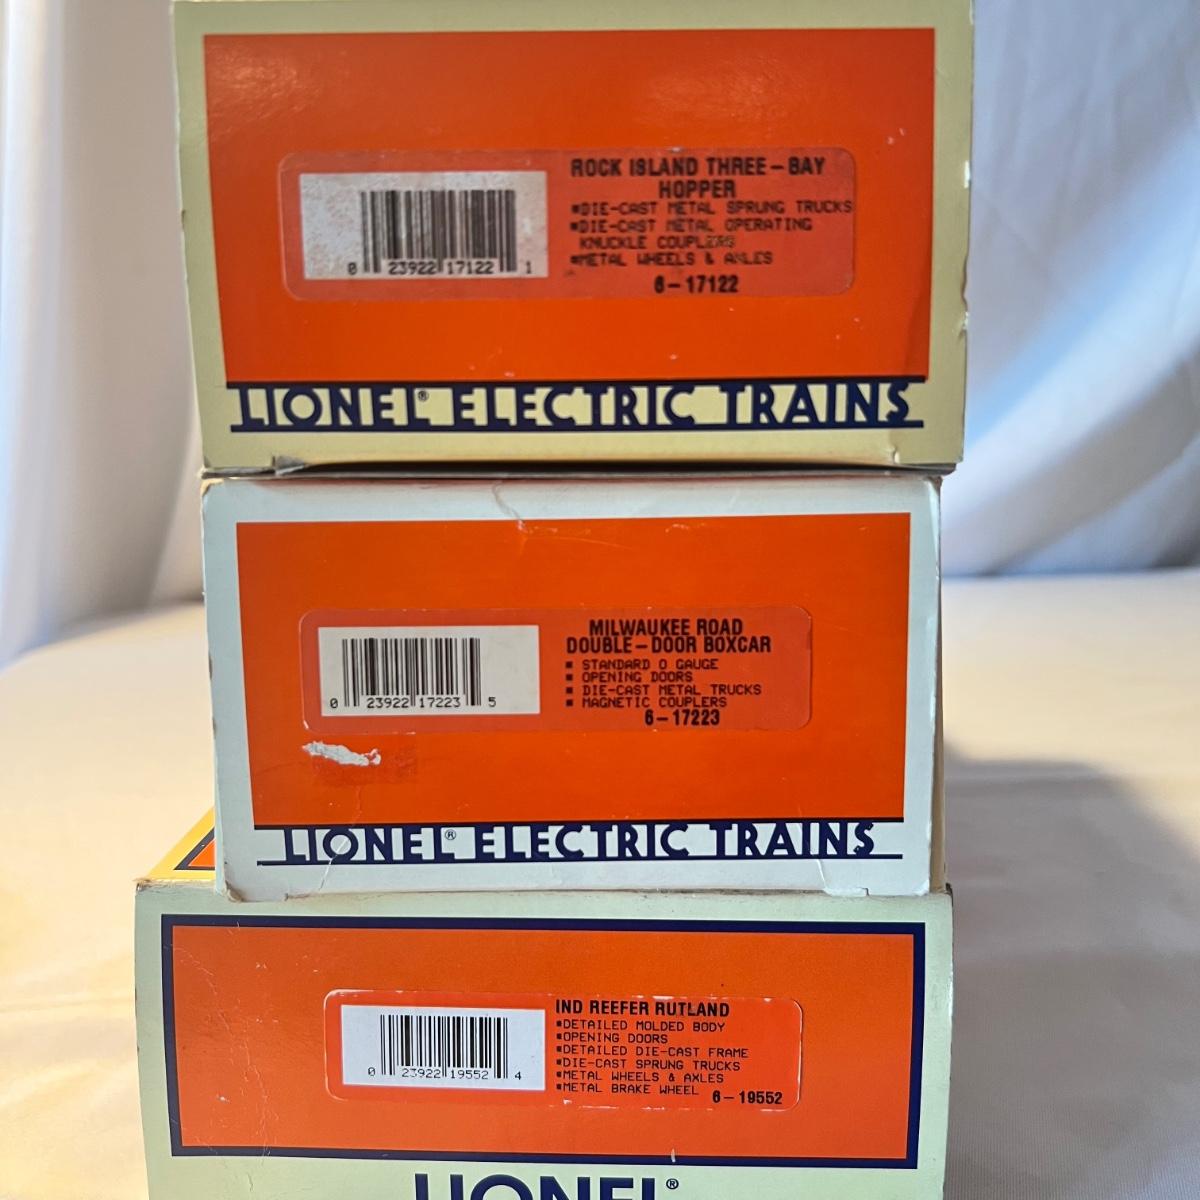 ROCK ISLAND THREE-BAY
HOPPER
■DIE-CAST METAL SPRUNG TRUCKS
■DIE-CAST METAL OPERATING
KNUCKLE COUPLERS
■METAL WHEELS & AXLES
6-17122
0 23922 17122 1
LIONEL® ELECTRIC TRAINS
MILWAUKEE ROAD
DOUBLE-DOOR BOXCAR
■ STANDARD O GAUGE
■ OPENING DOORS
■ DIE-CAST METAL TRUCKS
■ MAGNETIC COUPLERS
6-17223
0 23922 17223 5
LIONEL® ELECTRIC TRAINS
IND REEFER RUTLAND
■DETAILED MOLDED BODY
■OPENING DOORS
■DETAILED DIE-CAST FRAME
■DIE-CAST SPRUNG TRUCKS
■METAL WHEELS & AXLES
■METAL BRAKE WHEEL 6-19552
0 23922 19552 4
LIONEL®